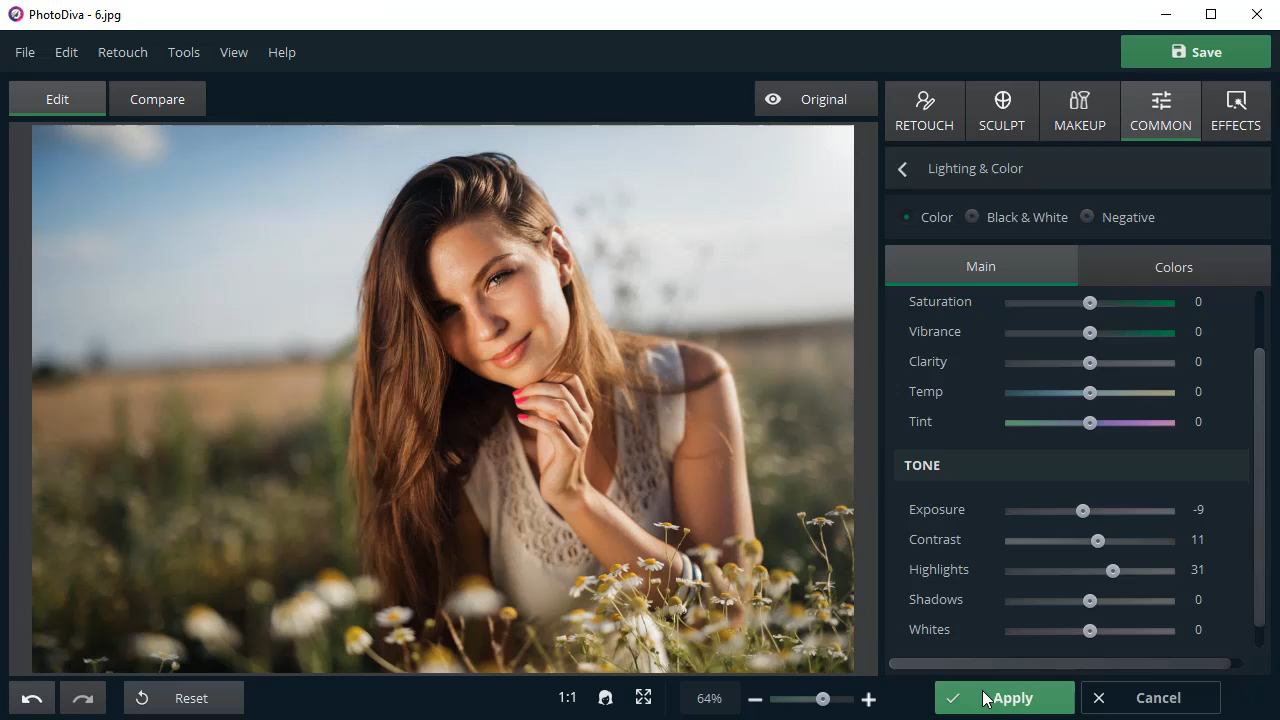 PhotoDiva - 6.jpg
File Edit Retouch Tools View Help
Save
Edit Compare Original
RETOUCH SCULPT MAKEUP COMMON EFFECTS
Lighting & Color
Color Black & White Negative
Main Colors
Saturation 0
Vibrance 0
Clarity 0
Temp 0
Tint 0
TONE
Exposure -9
Contrast 11
Highlights 31
Shadows 0
Whites 0
Reset 1:1 64% Apply Cancel